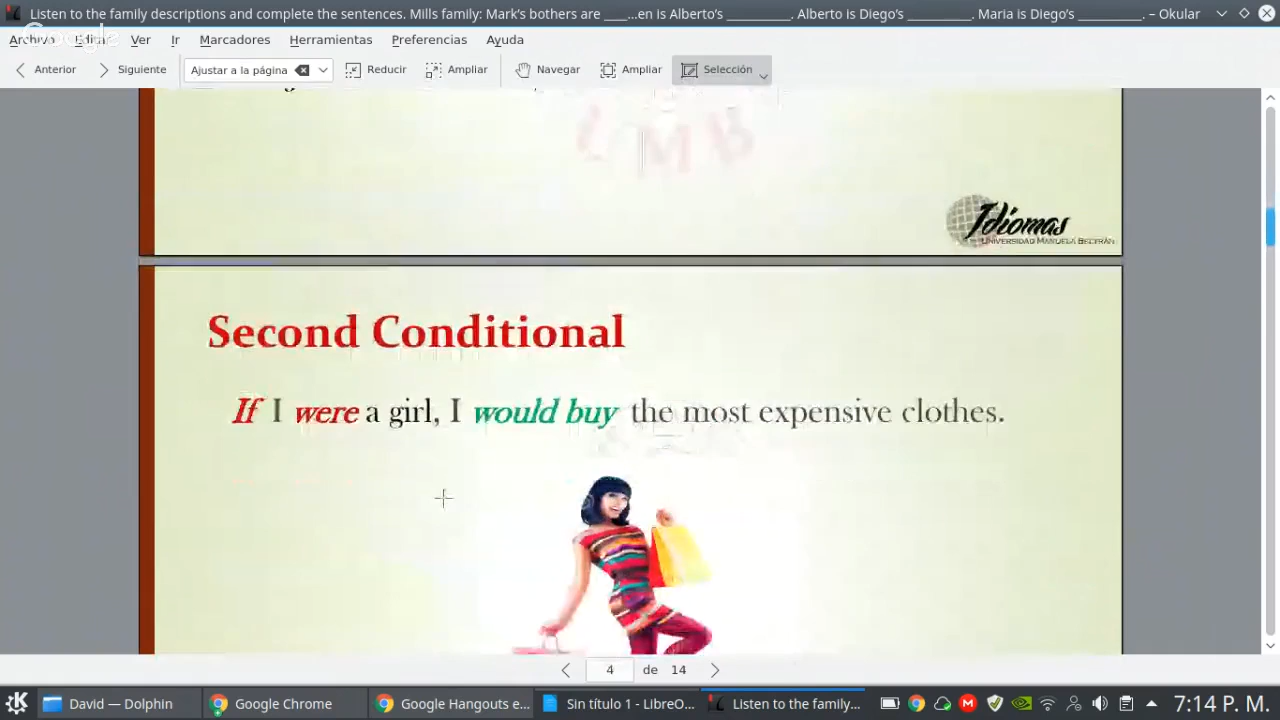 Listen to the family descriptions and complete the sentences. Mills family: Mark's bothers are ____...en is Alberto's __________. Alberto is Diego's __________. Maria is Diego's __________. – Okular
Google
Archivo Editar Ver Ir Marcadores Herramientas Preferencias Ayuda
Anterior Siguiente Ajustar a la página Reducir Ampliar Navegar Ampliar Selección
Idiomas
UNIVERSIDAD MANUELA BELTRÁN
Second Conditional
If I were a girl, I would buy the most expensive clothes.
4 de 14
David — Dolphin Google Chrome Google Hangouts e... Sin título 1 - LibreO... Listen to the family... 7:14 P. M.